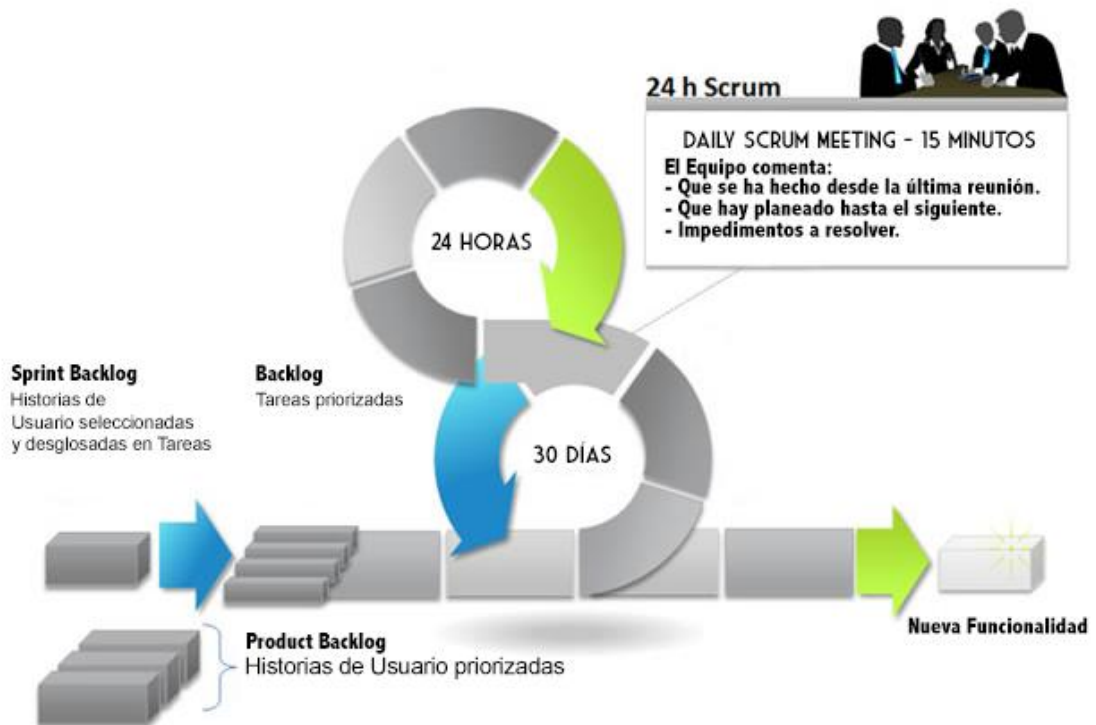 24 h Scrum
DAILY SCRUM MEETING - 15 MINUTOS
El Equipo comenta:
- Que se ha hecho desde la última reunión.
- Que hay planeado hasta el siguiente.
- Impedimentos a resolver.
24 HORAS
Sprint Backlog
Historias de
Usuario seleccionadas
y desglosadas en Tareas
Backlog
Tareas priorizadas
30 DÍAS
Nueva Funcionalidad
Product Backlog
Historias de Usuario priorizadas